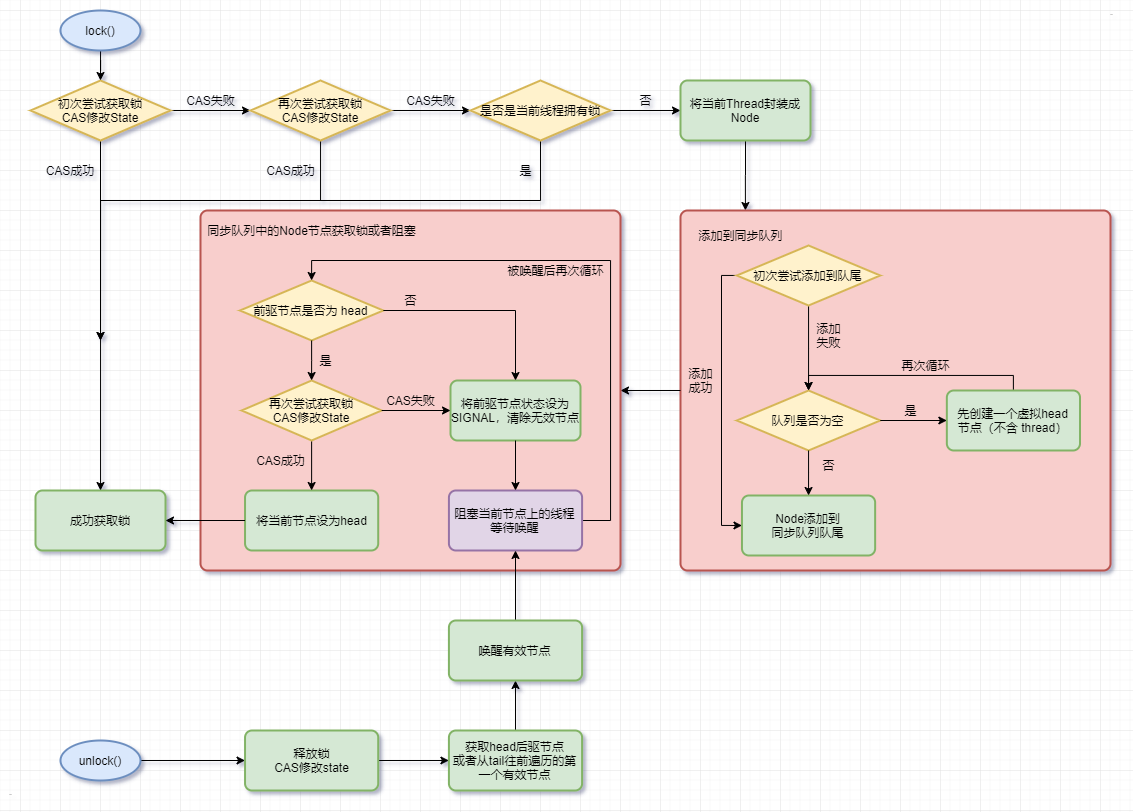 lock()
初次尝试获取锁
CAS修改State
CAS失败
再次尝试获取锁
CAS修改State
CAS失败
是否是当前线程拥有锁
否
将当前Thread封装成
Node
CAS成功
CAS成功
是
同步队列中的Node节点获取锁或者阻塞
被唤醒后再次循环
前驱节点是否为 head
否
是
再次尝试获取锁
CAS修改State
CAS失败
将前驱节点状态设为
SIGNAL，清除无效节点
CAS成功
成功获取锁
将当前节点设为head
阻塞当前节点上的线程
等待唤醒
添加到同步队列
初次尝试添加到队尾
添加
失败
添加
成功
再次循环
队列是否为空
是
先创建一个虚拟head
节点（不含 thread）
否
Node添加到
同步队列队尾
唤醒有效节点
unlock()
释放锁
CAS修改state
获取head后驱节点
或者从tail往前遍历的第
一个有效节点